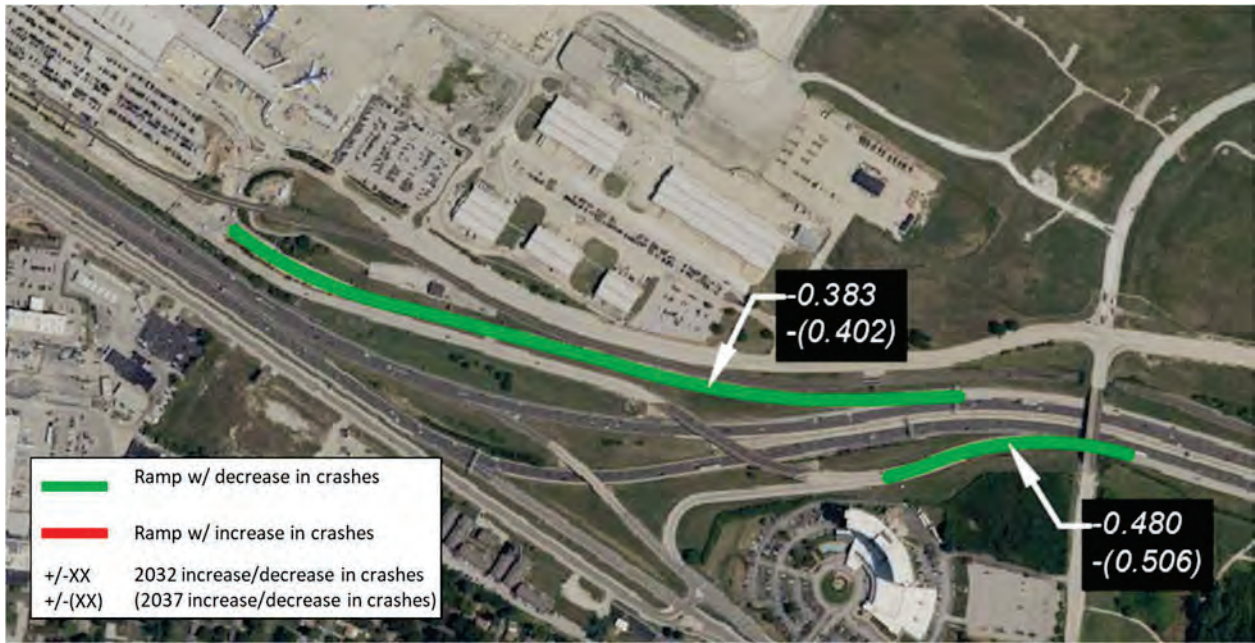 -0.383
-(0.402)
-0.480
-(0.506)
Ramp w/ decrease in crashes
Ramp w/ increase in crashes
+/-XX 2032 increase/decrease in crashes
+/-(XX) (2037 increase/decrease in crashes)